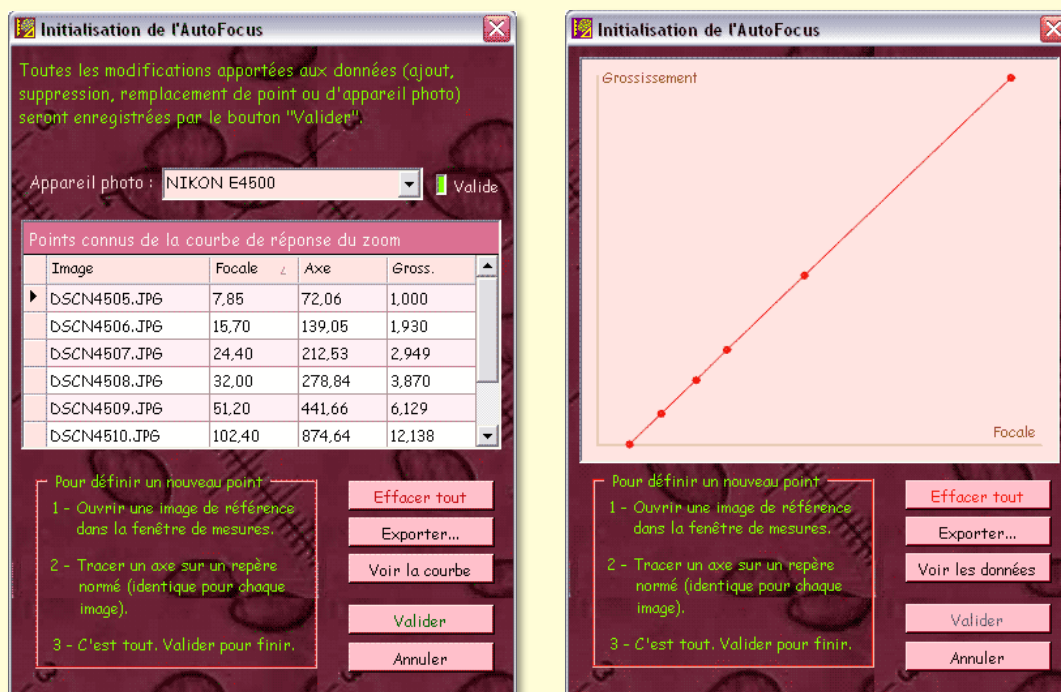 Initialisation de l'AutoFocus
Toutes les modifications apportées aux données (ajout,
suppression, remplacement de point ou d'appareil photo)
seront enregistrées par le bouton "Valider".
Appareil photo : NIKON E4500 Valide
Points connus de la courbe de réponse du zoom
Image Focale Axe Gross.
DSCN4505.JPG 7,85 72,06 1,000
DSCN4506.JPG 15,70 139,05 1,930
DSCN4507.JPG 24,40 212,53 2,949
DSCN4508.JPG 32,00 278,84 3,870
DSCN4509.JPG 51,20 441,66 6,129
DSCN4510.JPG 102,40 874,64 12,138
Pour définir un nouveau point
1 - Ouvrir une image de référence
dans la fenêtre de mesures.
2 - Tracer un axe sur un repère
normé (identique pour chaque
image).
3 - C'est tout. Valider pour finir.
Effacer tout
Exporter...
Voir la courbe
Valider
Annuler
Initialisation de l'AutoFocus
Grossissement
Focale
Pour définir un nouveau point
1 - Ouvrir une image de référence
dans la fenêtre de mesures.
2 - Tracer un axe sur un repère
normé (identique pour chaque
image).
3 - C'est tout. Valider pour finir.
Effacer tout
Exporter...
Voir les données
Valider
Annuler